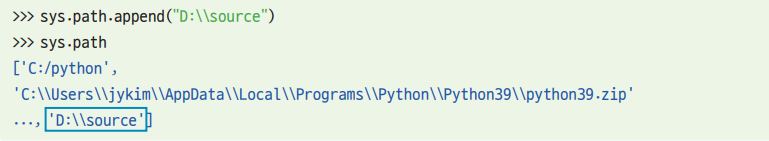 >>> sys.path.append("D:\\source")
>>> sys.path
['C:/python',
'C:\\Users\\jykim\\AppData\\Local\\Programs\\Python\\Python39\\python39.zip'
..., 'D:\\source']